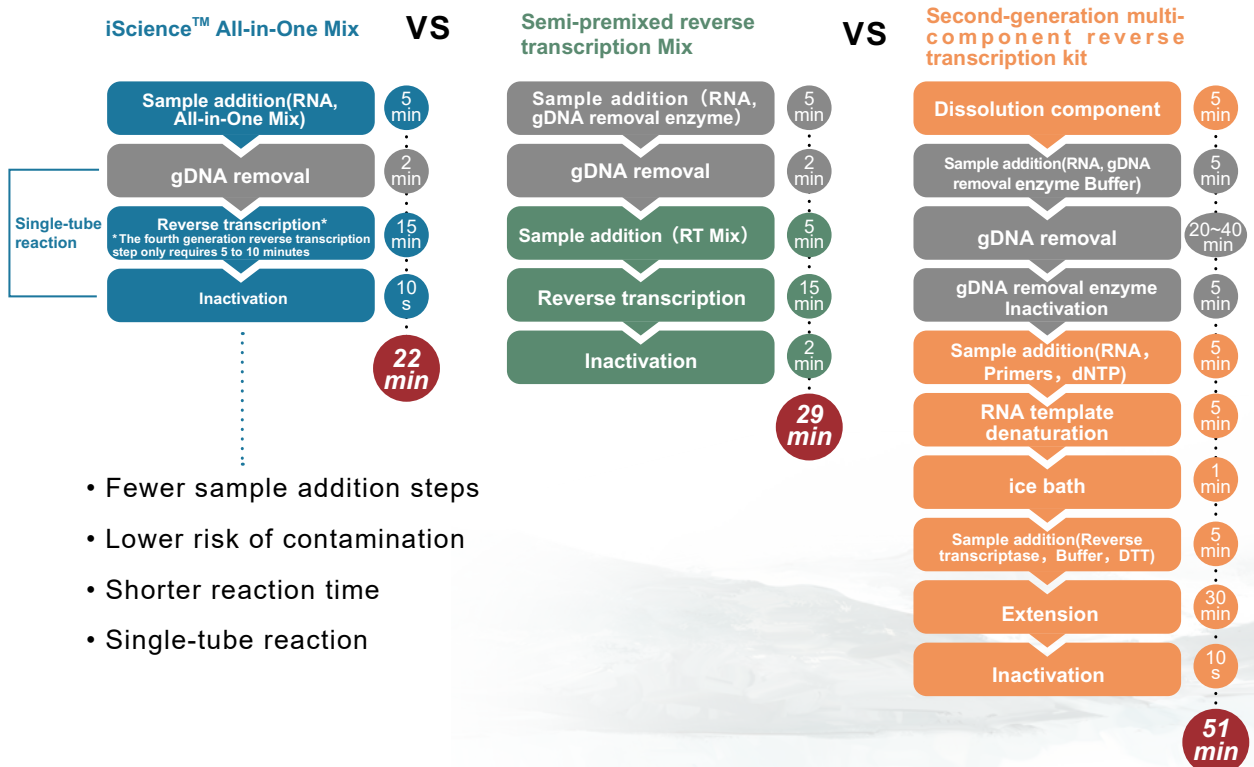 iScience™ All-in-One Mix
VS
Semi-premixed reverse
transcription Mix
VS
Second-generation multi-
component reverse
transcription kit
Sample addition(RNA,
All-in-One Mix)
5
min
gDNA removal
2
min
Single-tube
reaction
Reverse transcription*
* The fourth generation reverse transcription
step only requires 5 to 10 minutes
15
min
Inactivation
10
s
22
min
• Fewer sample addition steps
• Lower risk of contamination
• Shorter reaction time
• Single-tube reaction
Sample addition（RNA,
gDNA removal enzyme）
5
min
gDNA removal
2
min
Sample addition（RT Mix）
5
min
Reverse transcription
15
min
Inactivation
2
min
29
min
Dissolution component
5
min
Sample addition(RNA, gDNA
removal enzyme Buffer)
5
min
gDNA removal
20~40
min
gDNA removal enzyme
Inactivation
5
min
Sample addition(RNA，
Primers，dNTP)
5
min
RNA template
denaturation
5
min
ice bath
1
min
Sample addition(Reverse
transcriptase，Buffer，DTT)
5
min
Extension
30
min
Inactivation
10
s
51
min